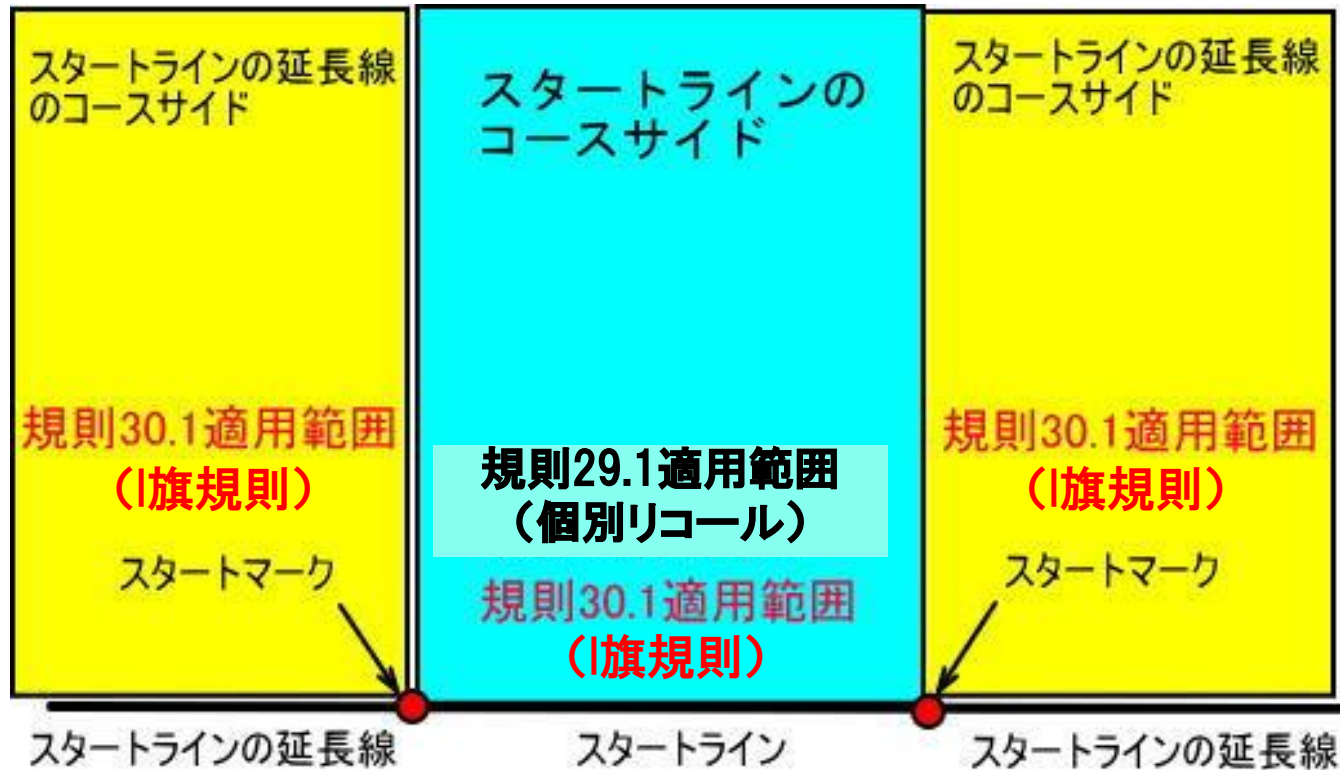 スタートラインの延長線
のコースサイド
規則30.1適用範囲
(I旗規則)
スタートマーク
スタートラインの延長線
スタートラインの
コースサイド
規則29.1適用範囲
(個別リコール)
規則30.1適用範囲
(I旗規則)
スタートライン
スタートラインの延長線
のコースサイド
規則30.1適用範囲
(I旗規則)
スタートマーク
スタートラインの延長線